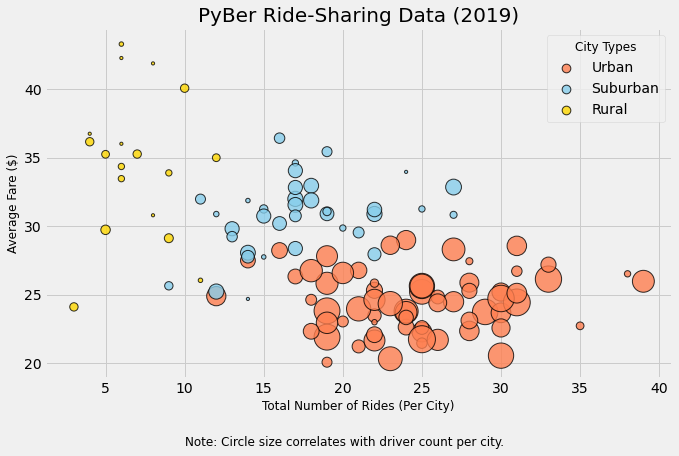 PyBer Ride-Sharing Data (2019)
City Types
Urban
Suburban
Rural
Average Fare ($)
40
35
30
25
20
5 10 15 20 25 30 35 40
Total Number of Rides (Per City)
Note: Circle size correlates with driver count per city.